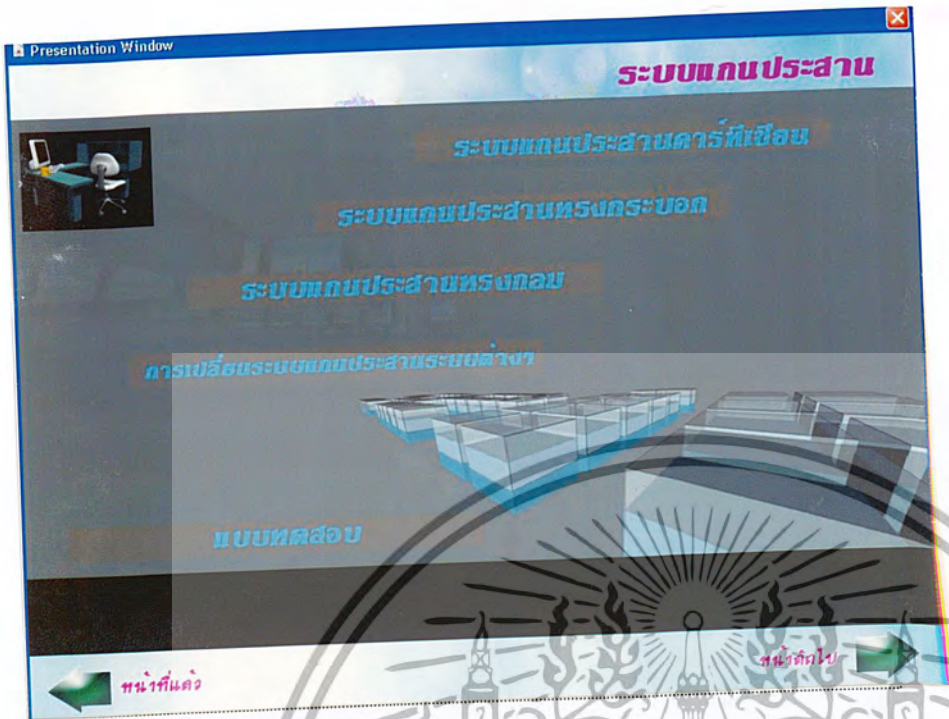 Presentation Window
ระบบแกนประสาน
ระบบแกนประสานคาร์ทีเซียน
ระบบแกนประสานทรงกระบอก
ระบบแกนประสานทรงกลม
การเปลี่ยนระบบแกนประสานระบบต่างๆ
แบบทดสอบ
หน้าที่แล้ว
หน้าถัดไป